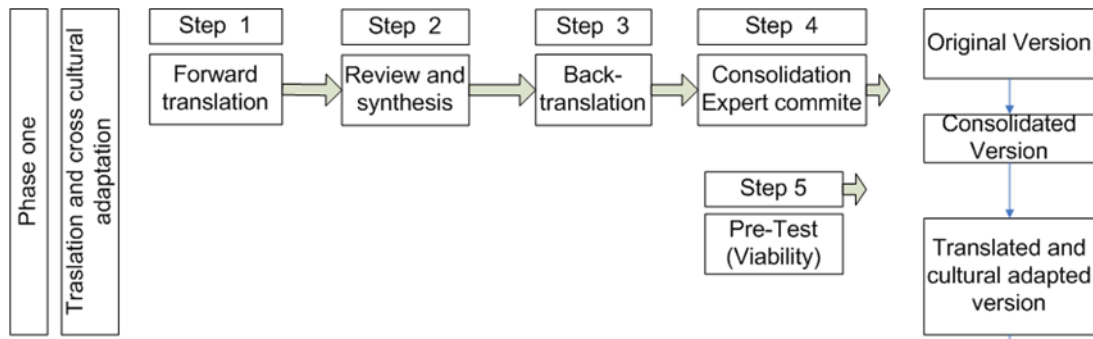 Phase one
Traslation and cross cultural
adaptation
Step 1
Forward
translation
Step 2
Review and
synthesis
Step 3
Back-
translation
Step 4
Consolidation
Expert commite
Step 5
Pre-Test
(Viability)
Original Version
Consolidated
Version
Translated and
cultural adapted
version